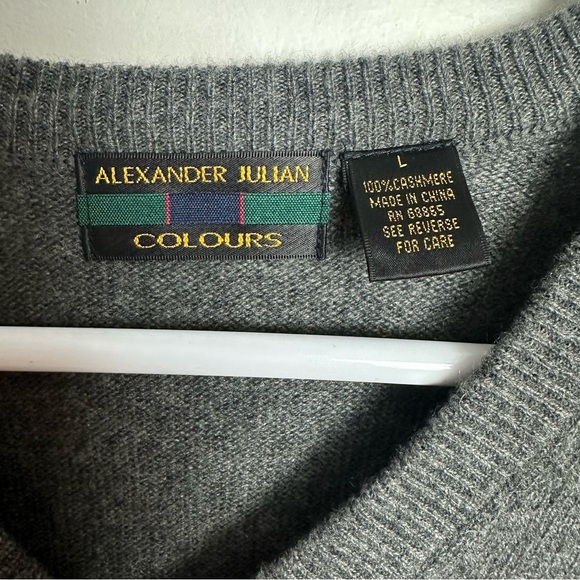 ALEXANDER JULIAN
COLOURS
L
100%CASHMERE
MADE IN CHINA
RN 68865
SEE REVERSE
FOR CARE